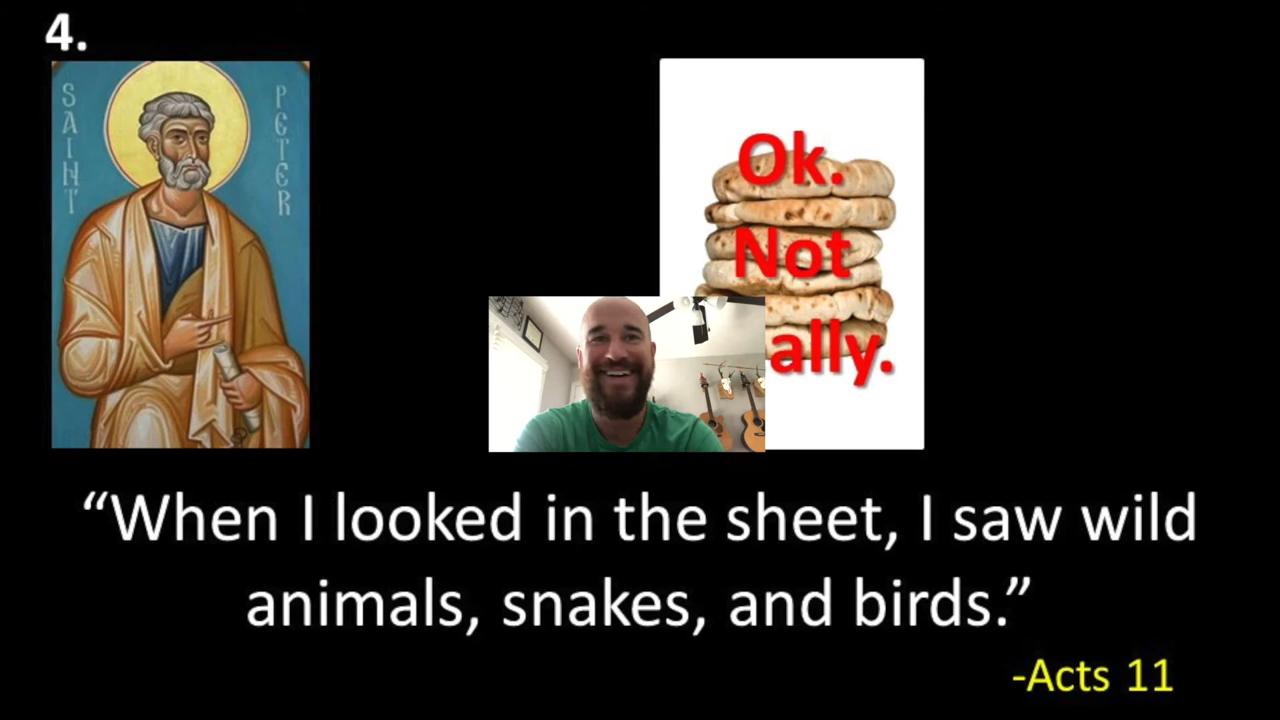 4.
SAINT
PETER
Ok.
Not
ally.
“When I looked in the sheet, I saw wild
animals, snakes, and birds.”
-Acts 11